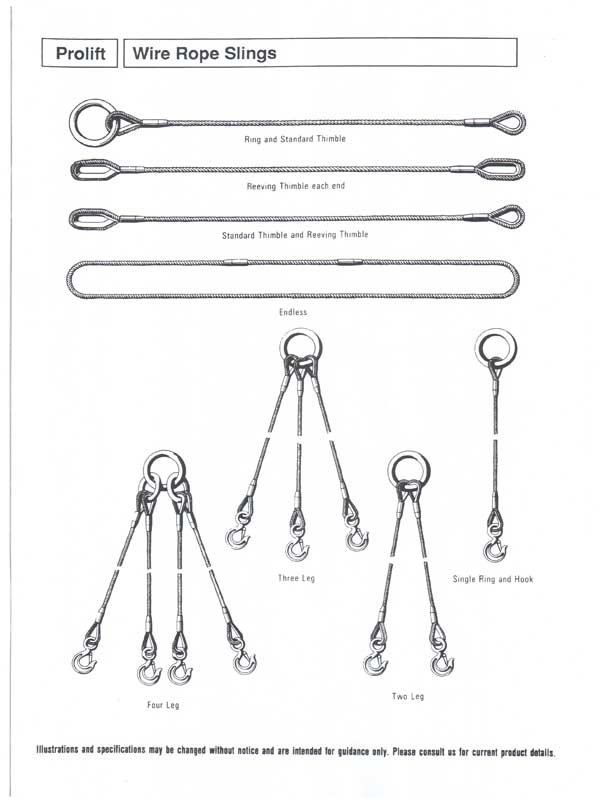 Prolift
Wire Rope Slings
Ring and Standard Thimble
Reeving Thimble each end
Standard Thimble and Reeving Thimble
Endless
Three Leg
Single Ring and Hook
Two Leg
Four Leg
Illustrations and specifications may be changed without notice and are intended for guidance only. Please consult us for current product details.